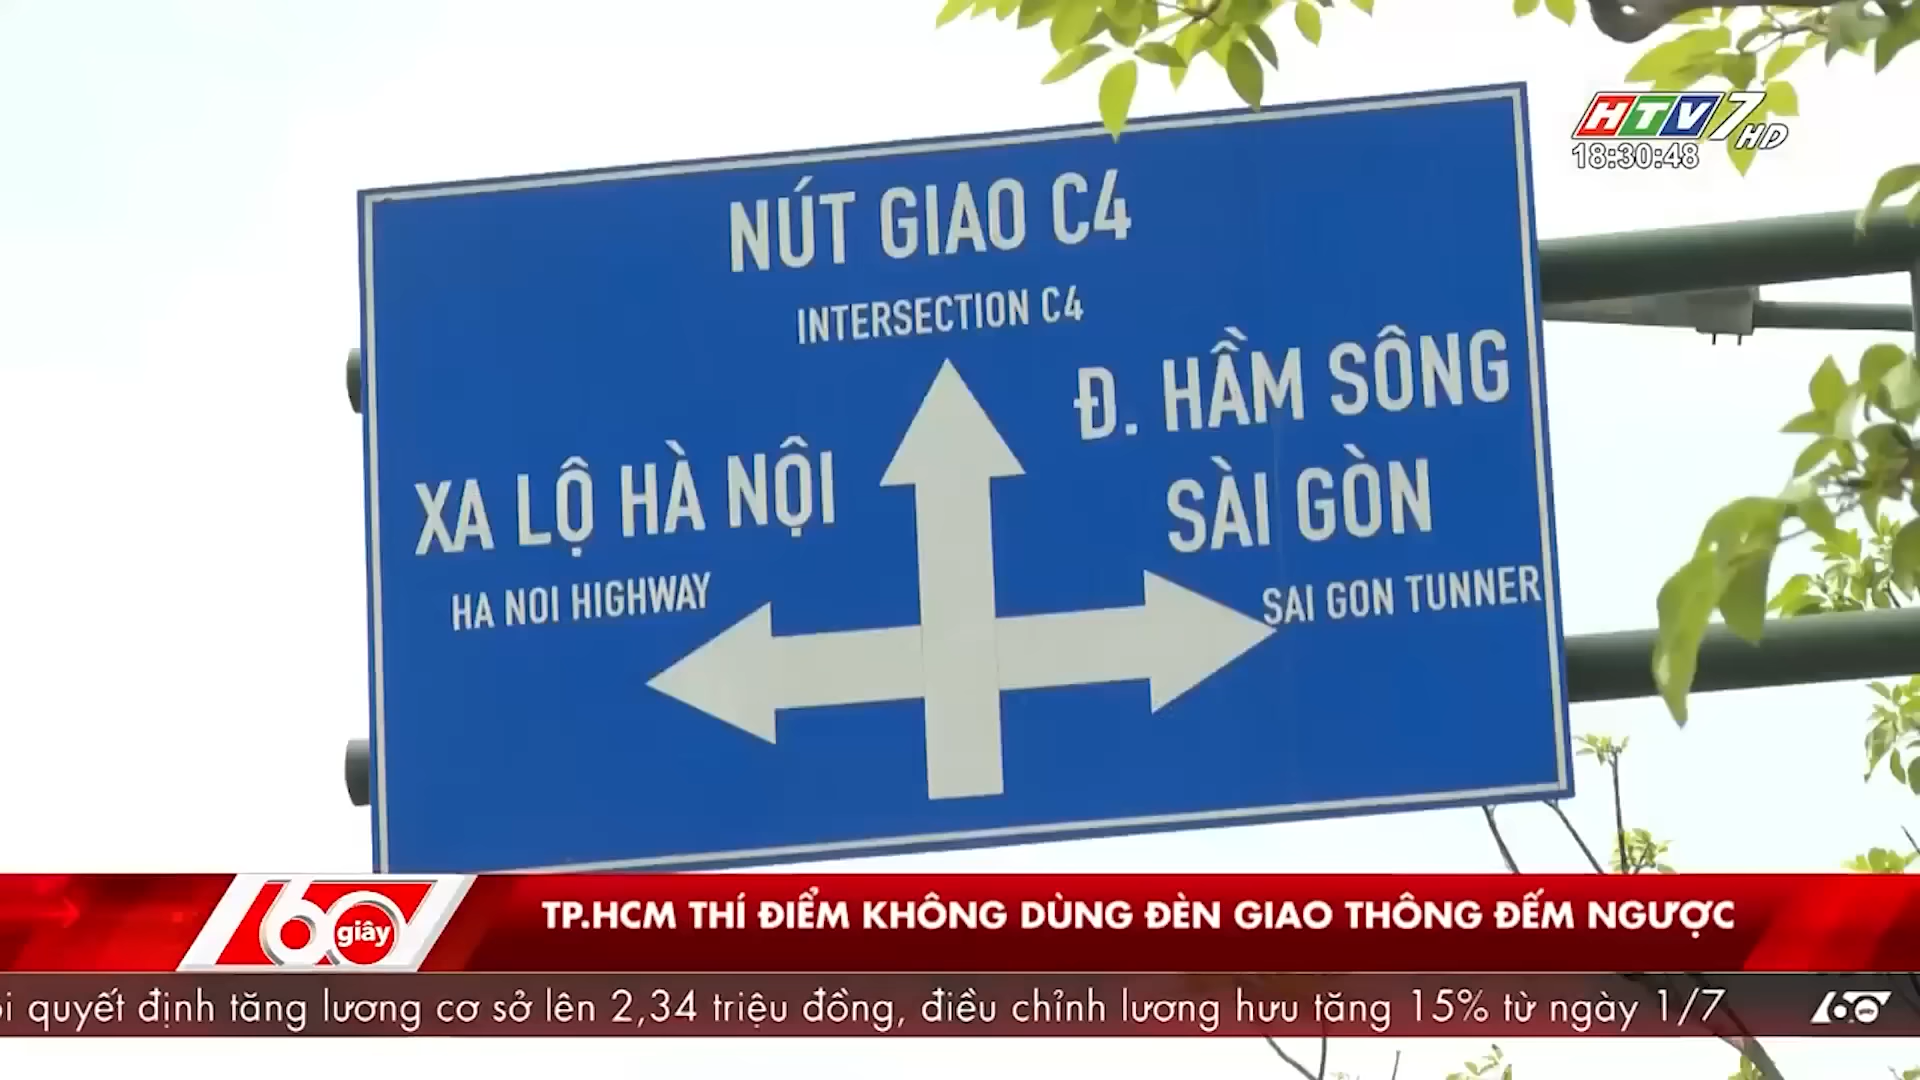 HTV7 HD
18:30:48
NÚT GIAO C4
INTERSECTION C4
Đ. HẦM SÔNG
SÀI GÒN
SAI GON TUNNER
XA LỘ HÀ NỘI
HA NOI HIGHWAY
60 giây
TP.HCM THÍ ĐIỂM KHÔNG DÙNG ĐÈN GIAO THÔNG ĐẾM NGƯỢC
quyết định tăng lương cơ sở lên 2,34 triệu đồng, điều chỉnh lương hưu tăng 15% từ ngày 1/7
60